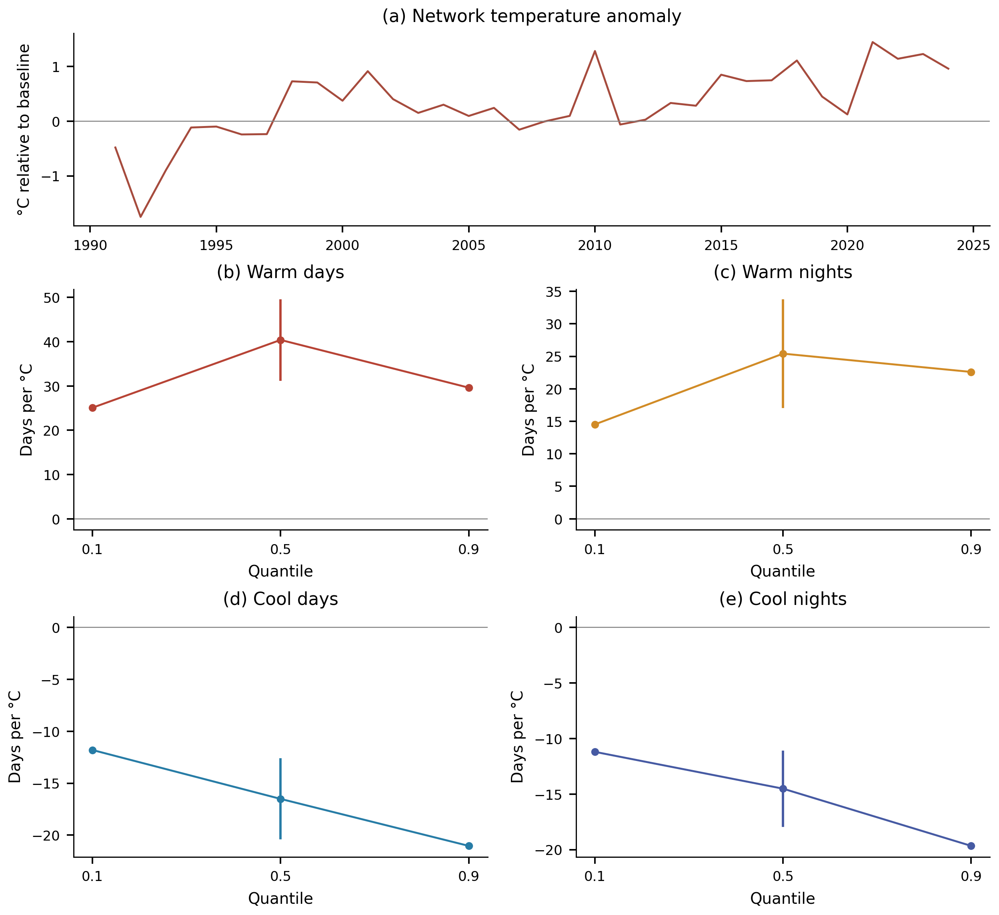 (a) Network temperature anomaly
°C relative to baseline
1
0
−1
1990 1995 2000 2005 2010 2015 2020 2025
(b) Warm days
Days per °C
50
40
30
20
10
0
0.1 0.5 0.9
Quantile
(c) Warm nights
Days per °C
35
30
25
20
15
10
5
0
0.1 0.5 0.9
Quantile
(d) Cool days
Days per °C
0
−5
−10
−15
−20
0.1 0.5 0.9
Quantile
(e) Cool nights
Days per °C
0
−5
−10
−15
−20
0.1 0.5 0.9
Quantile